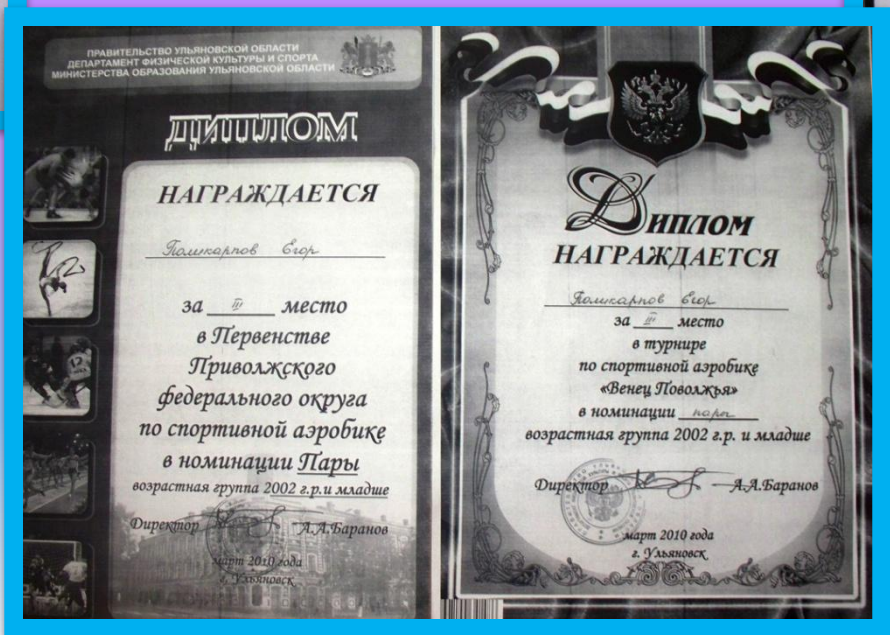 ПРАВИТЕЛЬСТВО УЛЬЯНОВСКОЙ ОБЛАСТИ
ДЕПАРТАМЕНТ ФИЗИЧЕСКОЙ КУЛЬТУРЫ И СПОРТА
МИНИСТЕРСТВА ОБРАЗОВАНИЯ УЛЬЯНОВСКОЙ ОБЛАСТИ
ДИПЛОМ
НАГРАЖДАЕТСЯ
Поликарпов Егор
за III место
в Первенстве
Приволжского
федерального округа
по спортивной аэробике
в номинации Пары
возрастная группа 2002 г.р.и младше
Директор А.А.Баранов
март 2010 года
г. Ульяновск
ДИПЛОМ
НАГРАЖДАЕТСЯ
Поликарпов Егор
за III место
в турнире
по спортивной аэробике
«Венец Поволжья»
в номинации пары
возрастная группа 2002 г.р. и младше
Директор А.А.Баранов
март 2010 года
г. Ульяновск